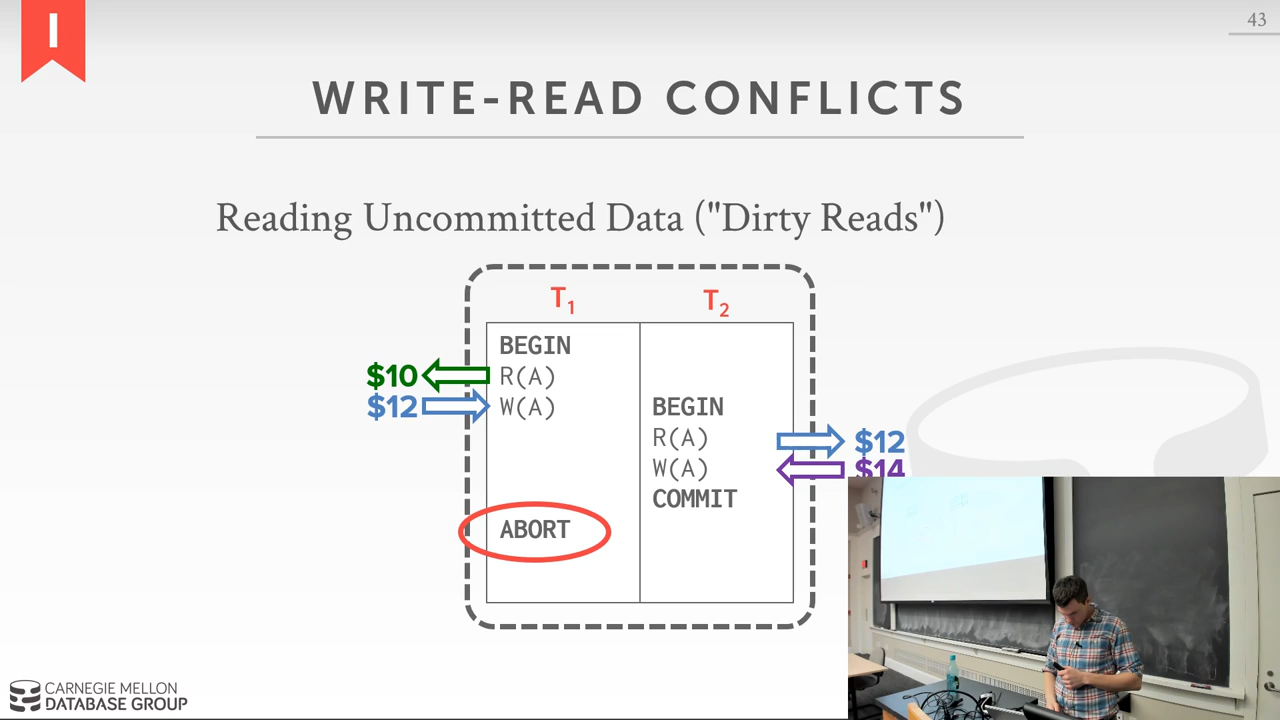 I
43
WRITE-READ CONFLICTS
Reading Uncommitted Data ("Dirty Reads")
T1 T2
BEGIN
$10 R(A)
$12 W(A) BEGIN
R(A) $12
W(A) $14
COMMIT
ABORT
CARNEGIE MELLON
DATABASE GROUP